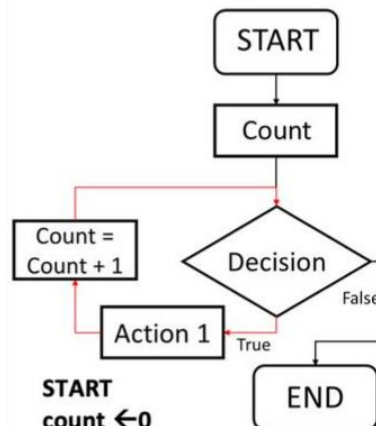 START
Count
Count =
Count + 1
Decision
False
Action 1
True
START
count ←0
END